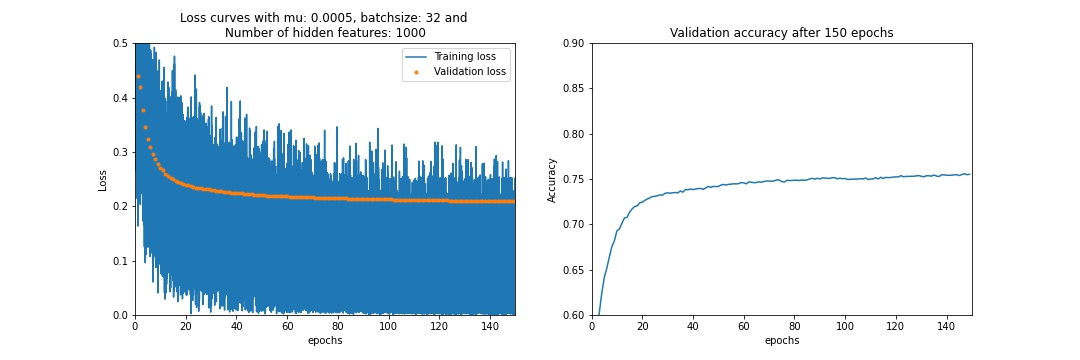 Loss curves with mu: 0.0005, batchsize: 32 and
Number of hidden features: 1000
0.5
0.4
0.3
0.2
0.1
0.0
Loss
Training loss
Validation loss
0 20 40 60 80 100 120 140
epochs
Validation accuracy after 150 epochs
0.90
0.85
0.80
0.75
0.70
0.65
0.60
Accuracy
0 20 40 60 80 100 120 140
epochs